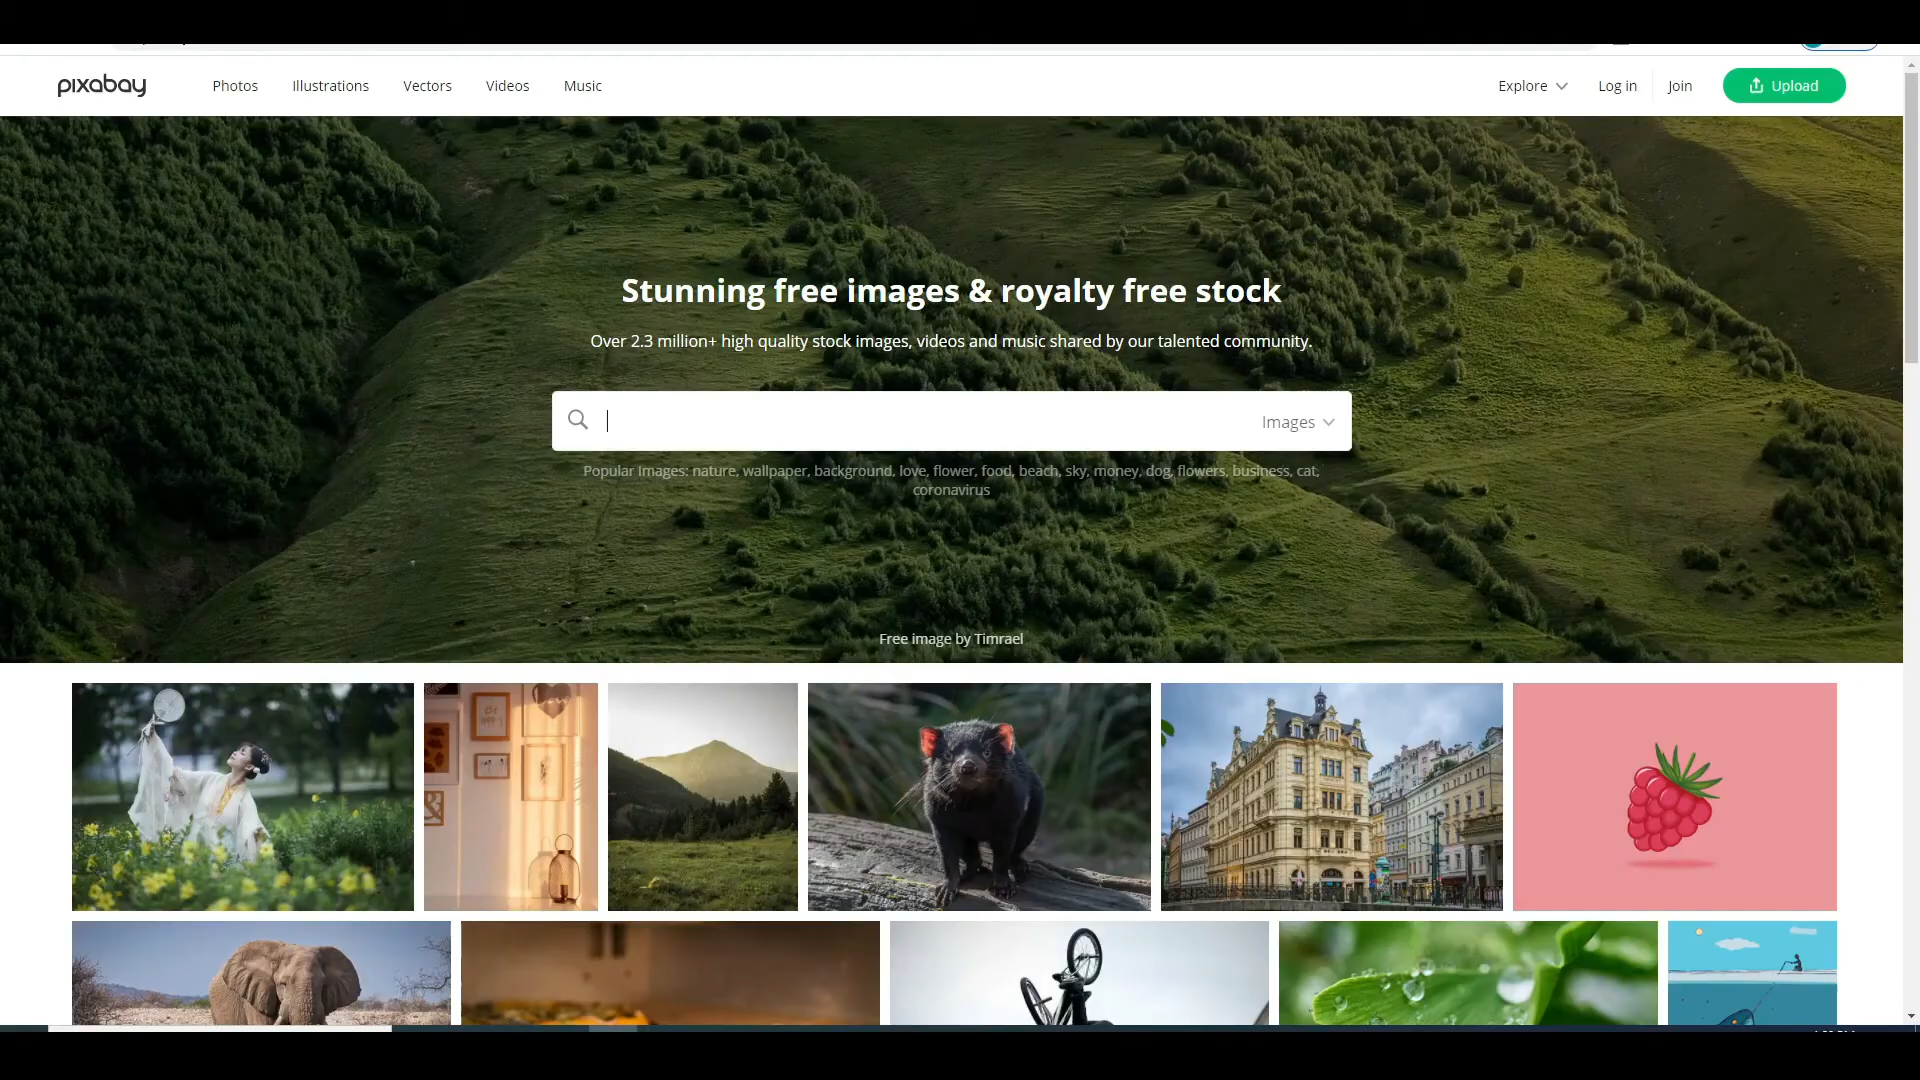 pixabay
Photos
Illustrations
Vectors
Videos
Music
Explore
Log in
Join
Upload
Stunning free images & royalty free stock
Over 2.3 million+ high quality stock images, videos and music shared by our talented community.
Images
Popular Images: nature, wallpaper, background, love, flower, food, beach, sky, money, dog, flowers, business, cat,
coronavirus
Free image by Timrael